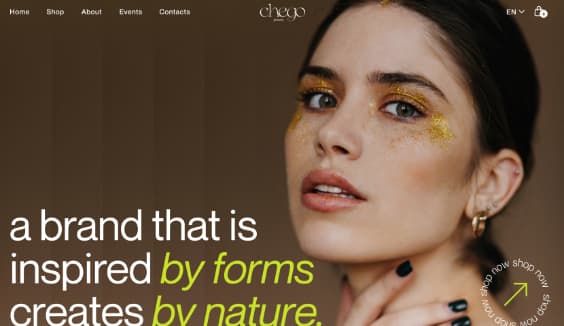 Home Shop About Events Contacts
chego
EN
a brand that is
inspired by forms
creates by nature.
shop now shop now shop now